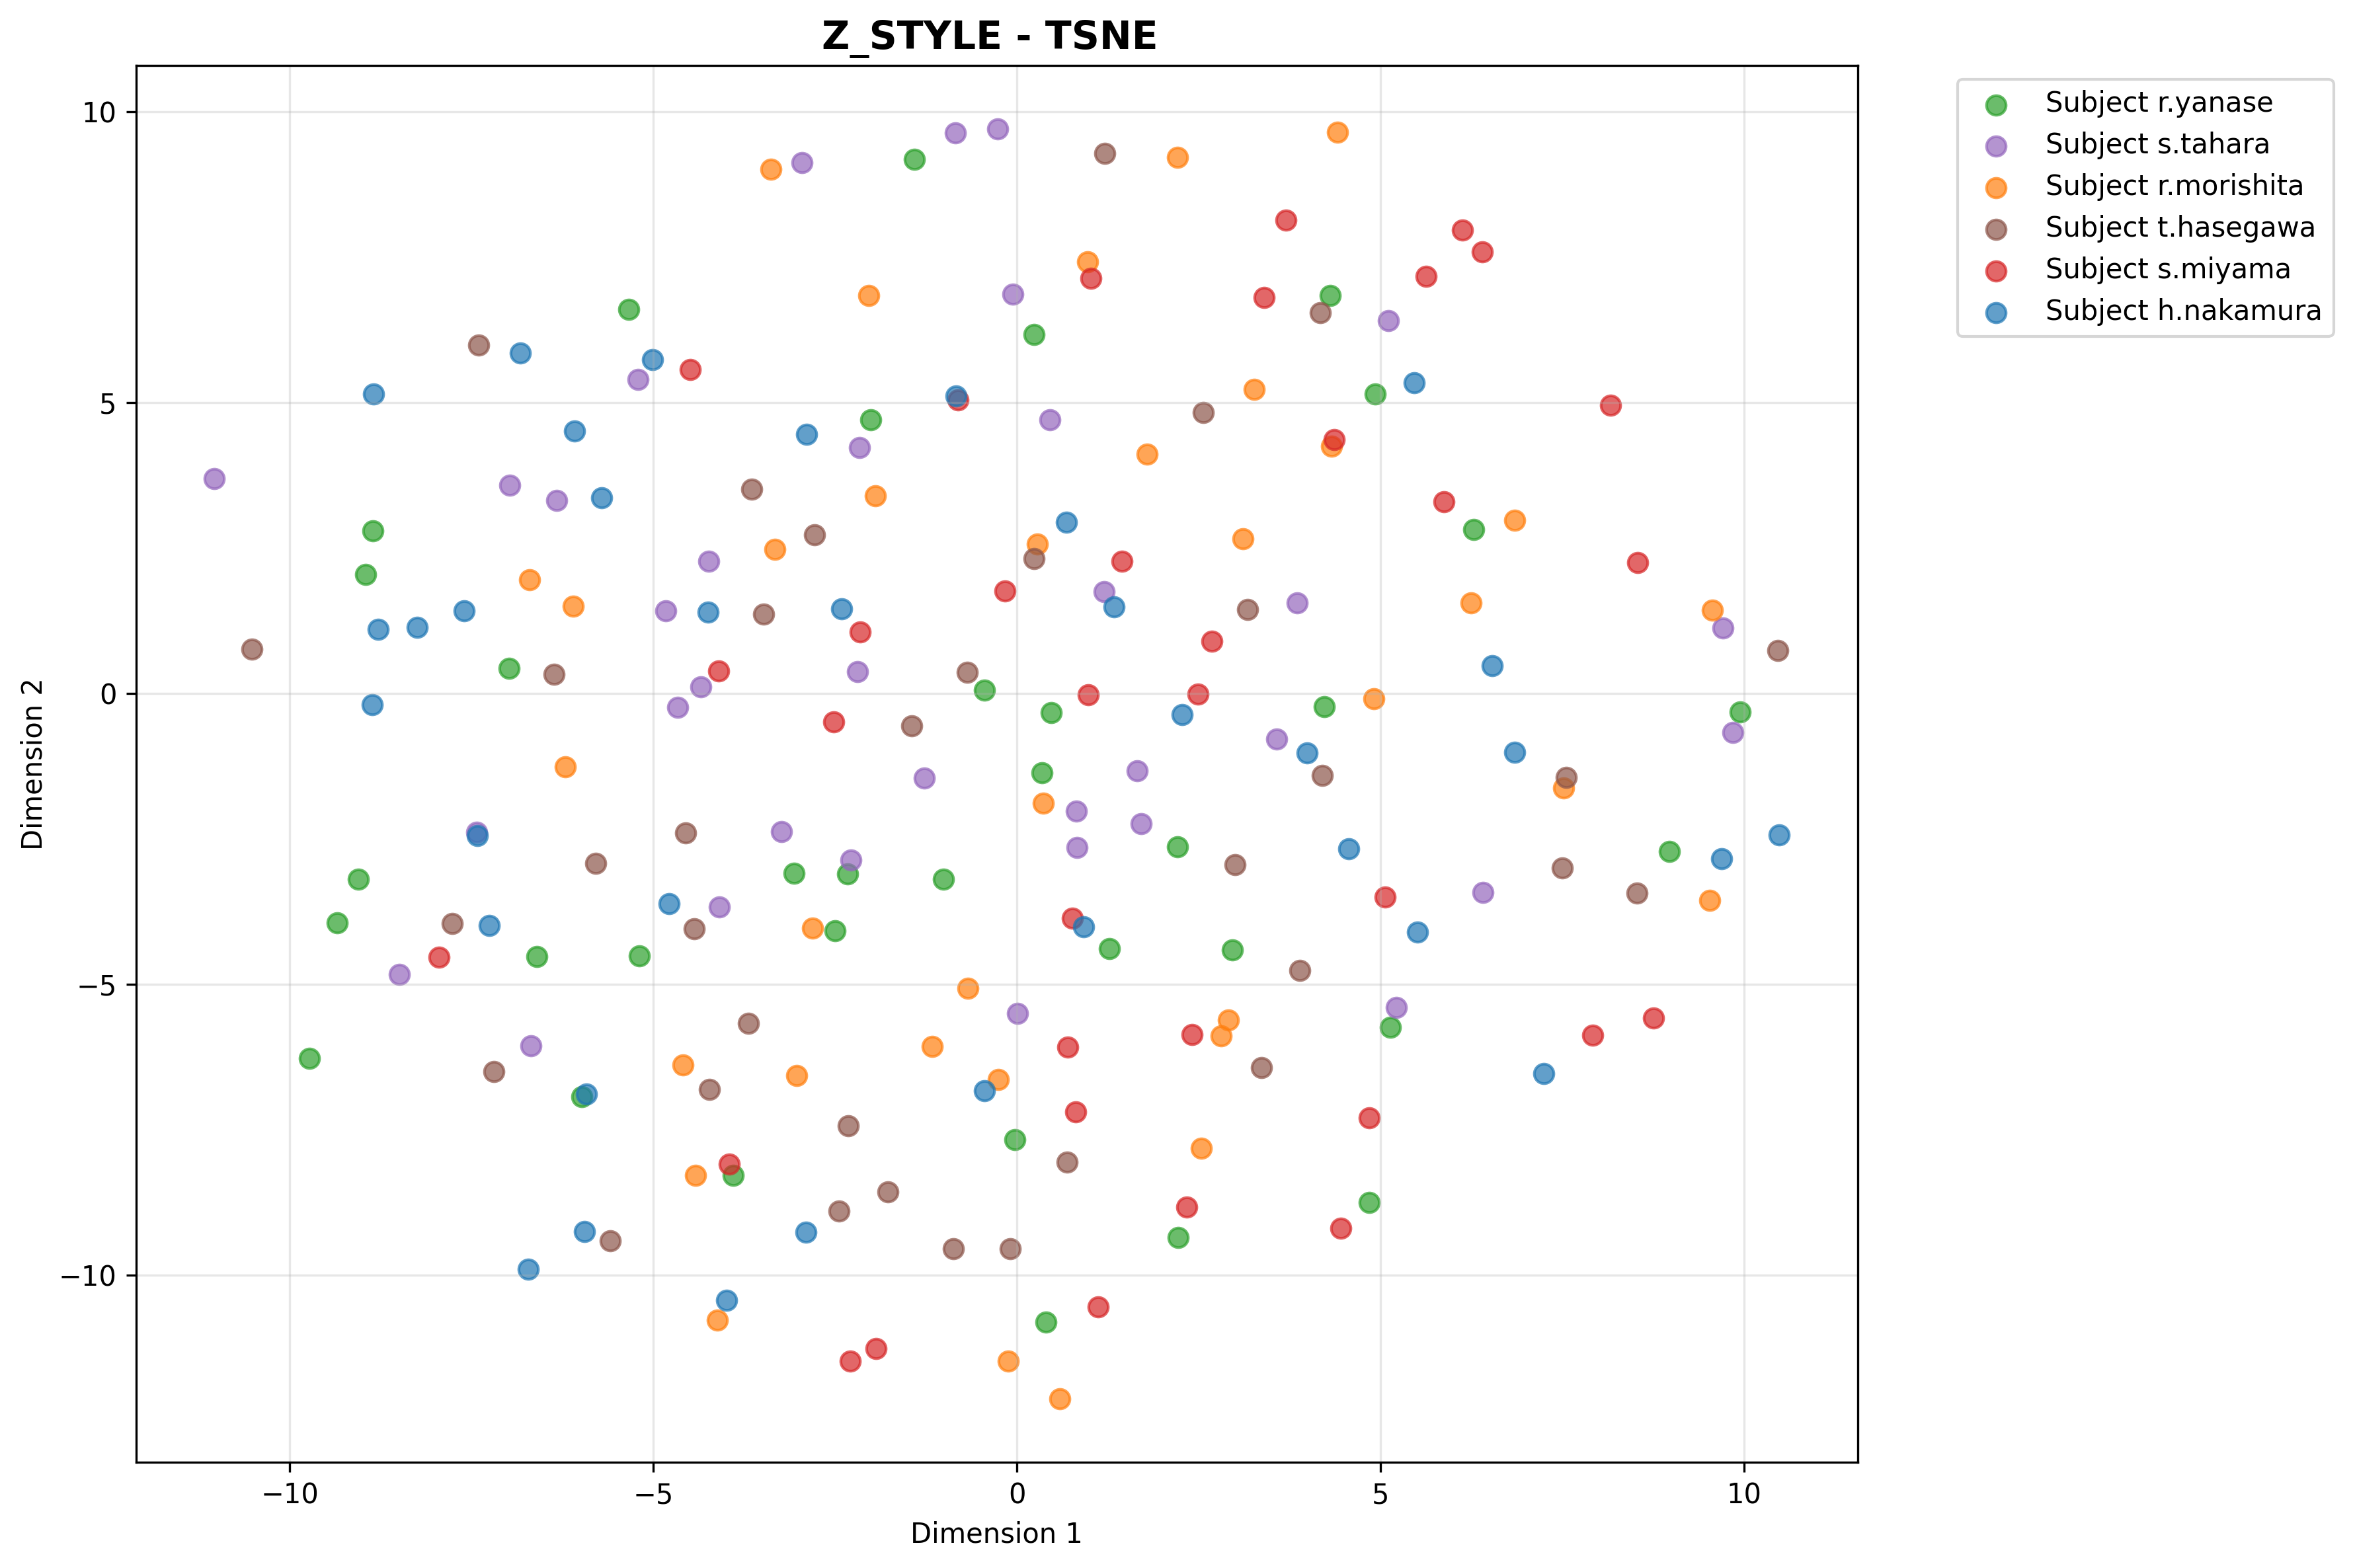 Z_STYLE - TSNE
10
5
0
−5
−10
Dimension 2
−10
−5
0
5
10
Dimension 1
Subject r.yanase
Subject s.tahara
Subject r.morishita
Subject t.hasegawa
Subject s.miyama
Subject h.nakamura